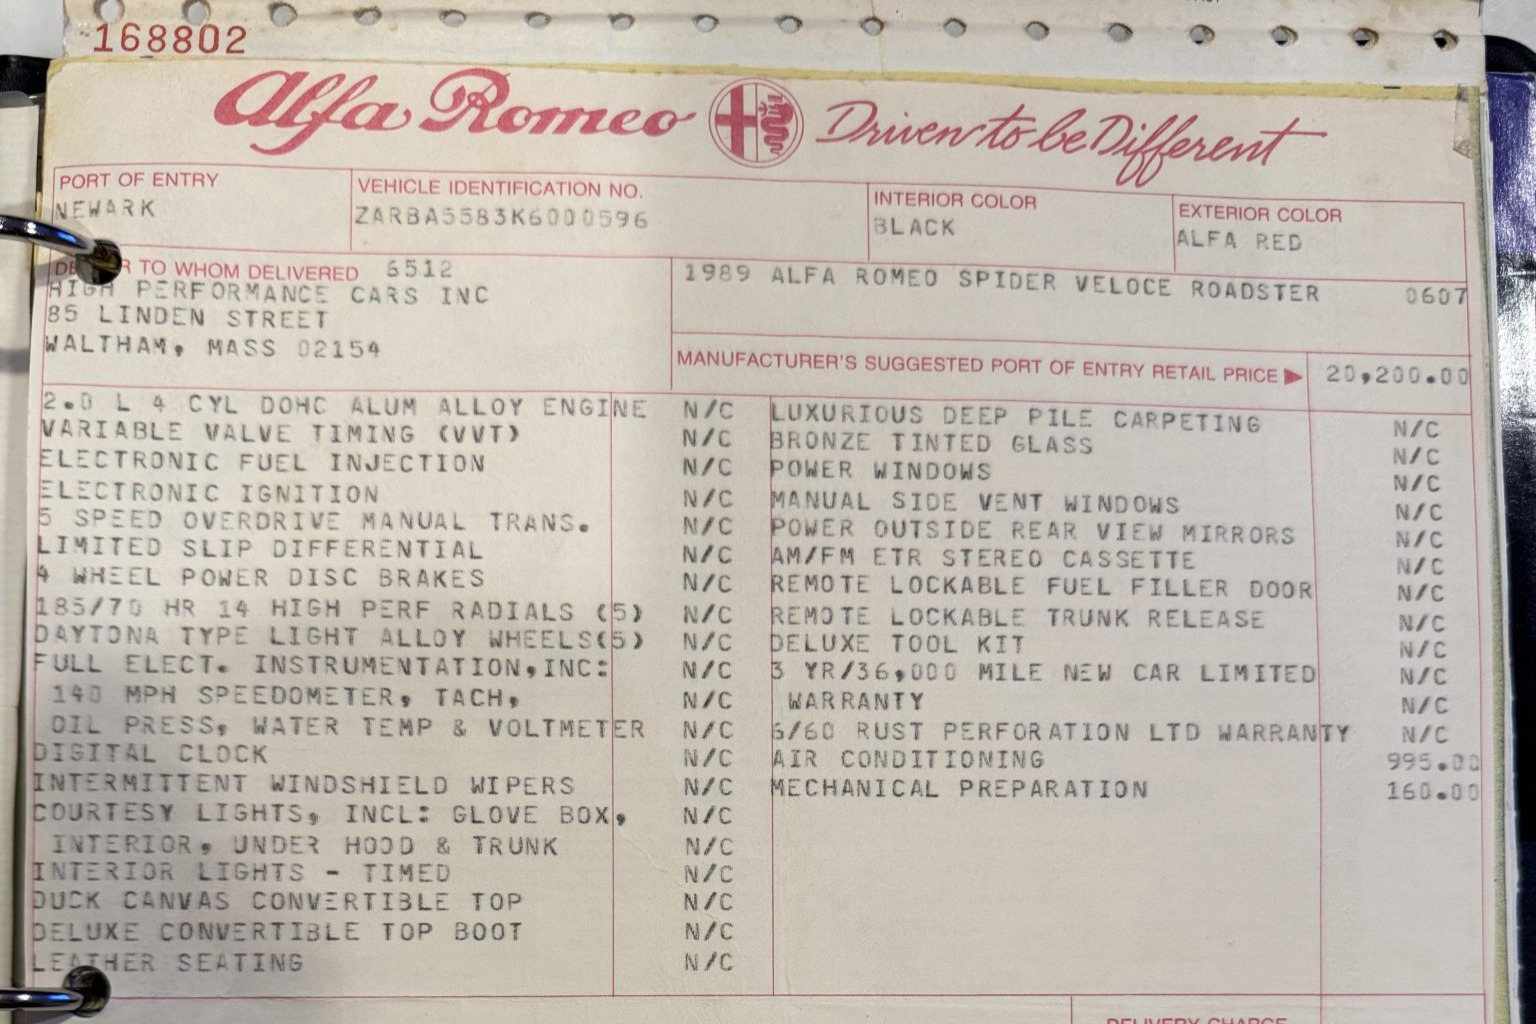 168802
Alfa Romeo Driven to be Different
PORT OF ENTRY
NEWARK
VEHICLE IDENTIFICATION NO.
ZARBA5583K6000596
INTERIOR COLOR
BLACK
EXTERIOR COLOR
ALFA RED
TO WHOM DELIVERED 6512
HIGH PERFORMANCE CARS INC
85 LINDEN STREET
WALTHAM, MASS 02154
1989 ALFA ROMEO SPIDER VELOCE ROADSTER 0607
MANUFACTURER'S SUGGESTED PORT OF ENTRY RETAIL PRICE ▶ 20,200.00
2.0 L 4 CYL DOHC ALUM ALLOY ENGINE N/C
VARIABLE VALVE TIMING (VVT) N/C
ELECTRONIC FUEL INJECTION N/C
ELECTRONIC IGNITION N/C
5 SPEED OVERDRIVE MANUAL TRANS. N/C
LIMITED SLIP DIFFERENTIAL N/C
4 WHEEL POWER DISC BRAKES N/C
185/70 HR 14 HIGH PERF RADIALS (5) N/C
DAYTONA TYPE LIGHT ALLOY WHEELS(5) N/C
FULL ELECT. INSTRUMENTATION,INC: N/C
140 MPH SPEEDOMETER, TACH, N/C
OIL PRESS, WATER TEMP & VOLTMETER N/C
DIGITAL CLOCK N/C
INTERMITTENT WINDSHIELD WIPERS N/C
COURTESY LIGHTS, INCL: GLOVE BOX, N/C
INTERIOR, UNDER HOOD & TRUNK N/C
INTERIOR LIGHTS - TIMED N/C
DUCK CANVAS CONVERTIBLE TOP N/C
DELUXE CONVERTIBLE TOP BOOT N/C
LEATHER SEATING N/C
LUXURIOUS DEEP PILE CARPETING N/C
BRONZE TINTED GLASS N/C
POWER WINDOWS N/C
MANUAL SIDE VENT WINDOWS N/C
POWER OUTSIDE REAR VIEW MIRRORS N/C
AM/FM ETR STEREO CASSETTE N/C
REMOTE LOCKABLE FUEL FILLER DOOR N/C
REMOTE LOCKABLE TRUNK RELEASE N/C
DELUXE TOOL KIT N/C
3 YR/36,000 MILE NEW CAR LIMITED N/C
WARRANTY N/C
6/60 RUST PERFORATION LTD WARRANTY N/C
AIR CONDITIONING 995.00
MECHANICAL PREPARATION 160.00
DELIVERY CHARGE